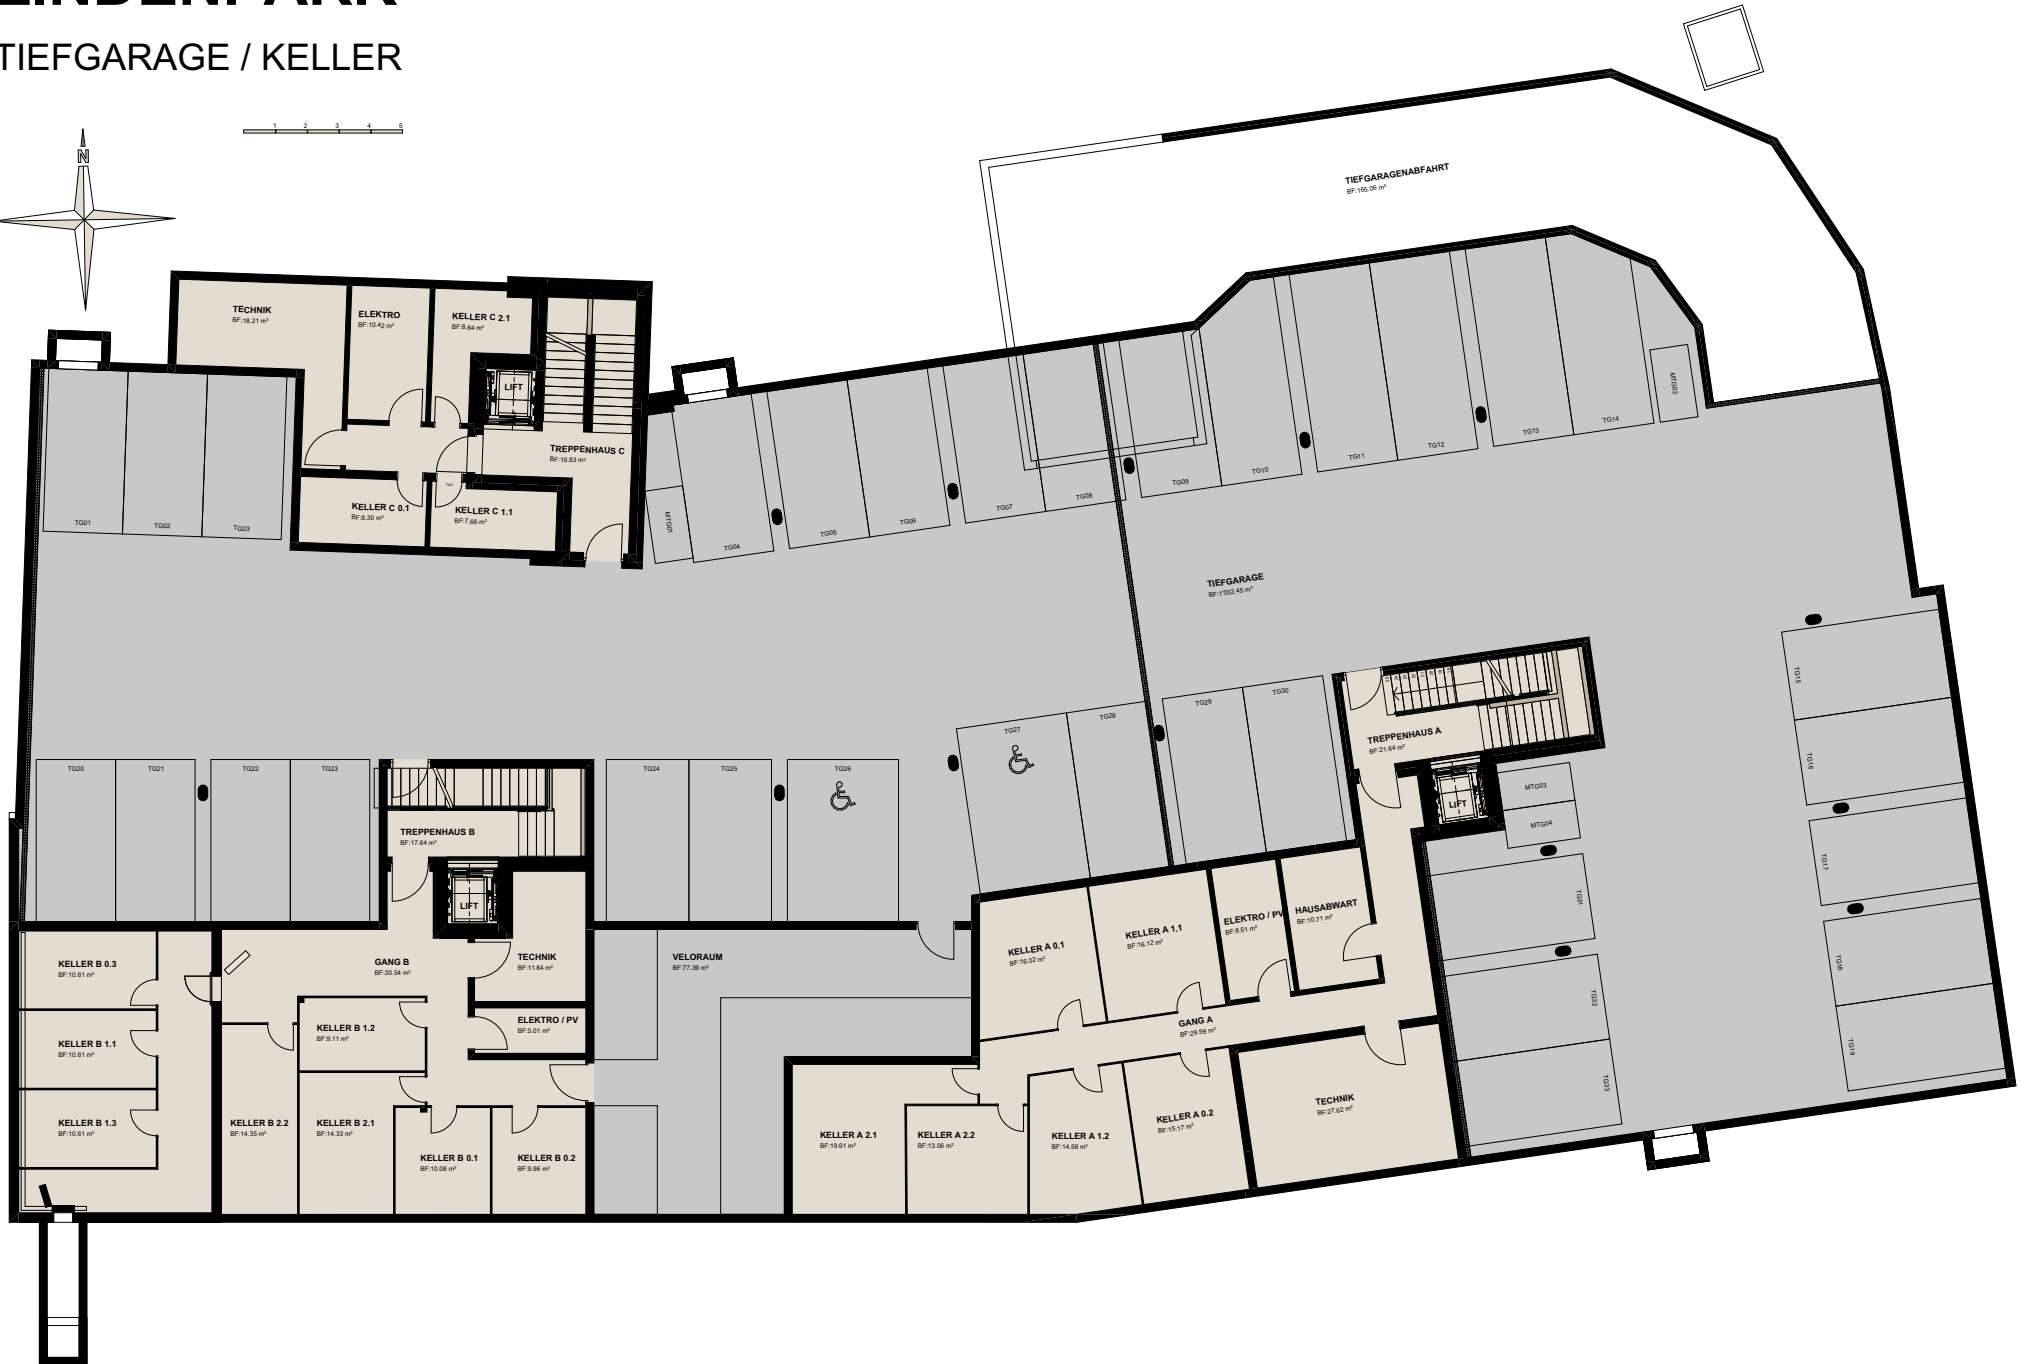 LINDENPARK
TIEFGARAGE / KELLER
1 2 3 4 5
N
TIEFGARAGENABFAHRT
BF:165.06 m²
TECHNIK
BF:18.21 m²
ELEKTRO
BF:10.42 m²
KELLER C 2.1
BF:8.64 m²
LIFT
TREPPENHAUS C
BF:16.83 m²
KELLER C 0.1
BF:8.30 m²
KELLER C 1.1
BF:7.66 m²
TG01
TG02
TG03
MTG01
TG04
TG05
TG06
TG07
TG08
TG09
TG10
TG11
TG12
TG13
TG14
MTG02
TIEFGARAGE
BF:1'032.45 m²
TG15
TG16
TG17
TG18
TG19
TREPPENHAUS A
BF:21.64 m²
LIFT
MTG03
MTG04
TG20
TG21
TG22
TG23
TG24
TG25
TG26
TG27
TG28
TG29
TG30
TG31
TG32
TG33
TREPPENHAUS B
BF:17.64 m²
LIFT
KELLER B 0.3
BF:10.61 m²
GANG B
BF:30.54 m²
TECHNIK
BF:11.84 m²
VELORAUM
BF:77.39 m²
KELLER A 0.1
BF:16.02 m²
KELLER A 1.1
BF:16.12 m²
ELEKTRO / PV
BF:8.61 m²
HAUSABWART
BF:10.71 m²
KELLER B 1.1
BF:10.61 m²
KELLER B 1.2
BF:9.11 m²
ELEKTRO / PV
BF:5.01 m²
GANG A
BF:29.59 m²
KELLER B 1.3
BF:10.61 m²
KELLER B 2.2
BF:14.35 m²
KELLER B 2.1
BF:14.33 m²
KELLER B 0.1
BF:10.08 m²
KELLER B 0.2
BF:9.96 m²
KELLER A 2.1
BF:19.61 m²
KELLER A 2.2
BF:13.06 m²
KELLER A 1.2
BF:14.58 m²
KELLER A 0.2
BF:15.17 m²
TECHNIK
BF:27.62 m²